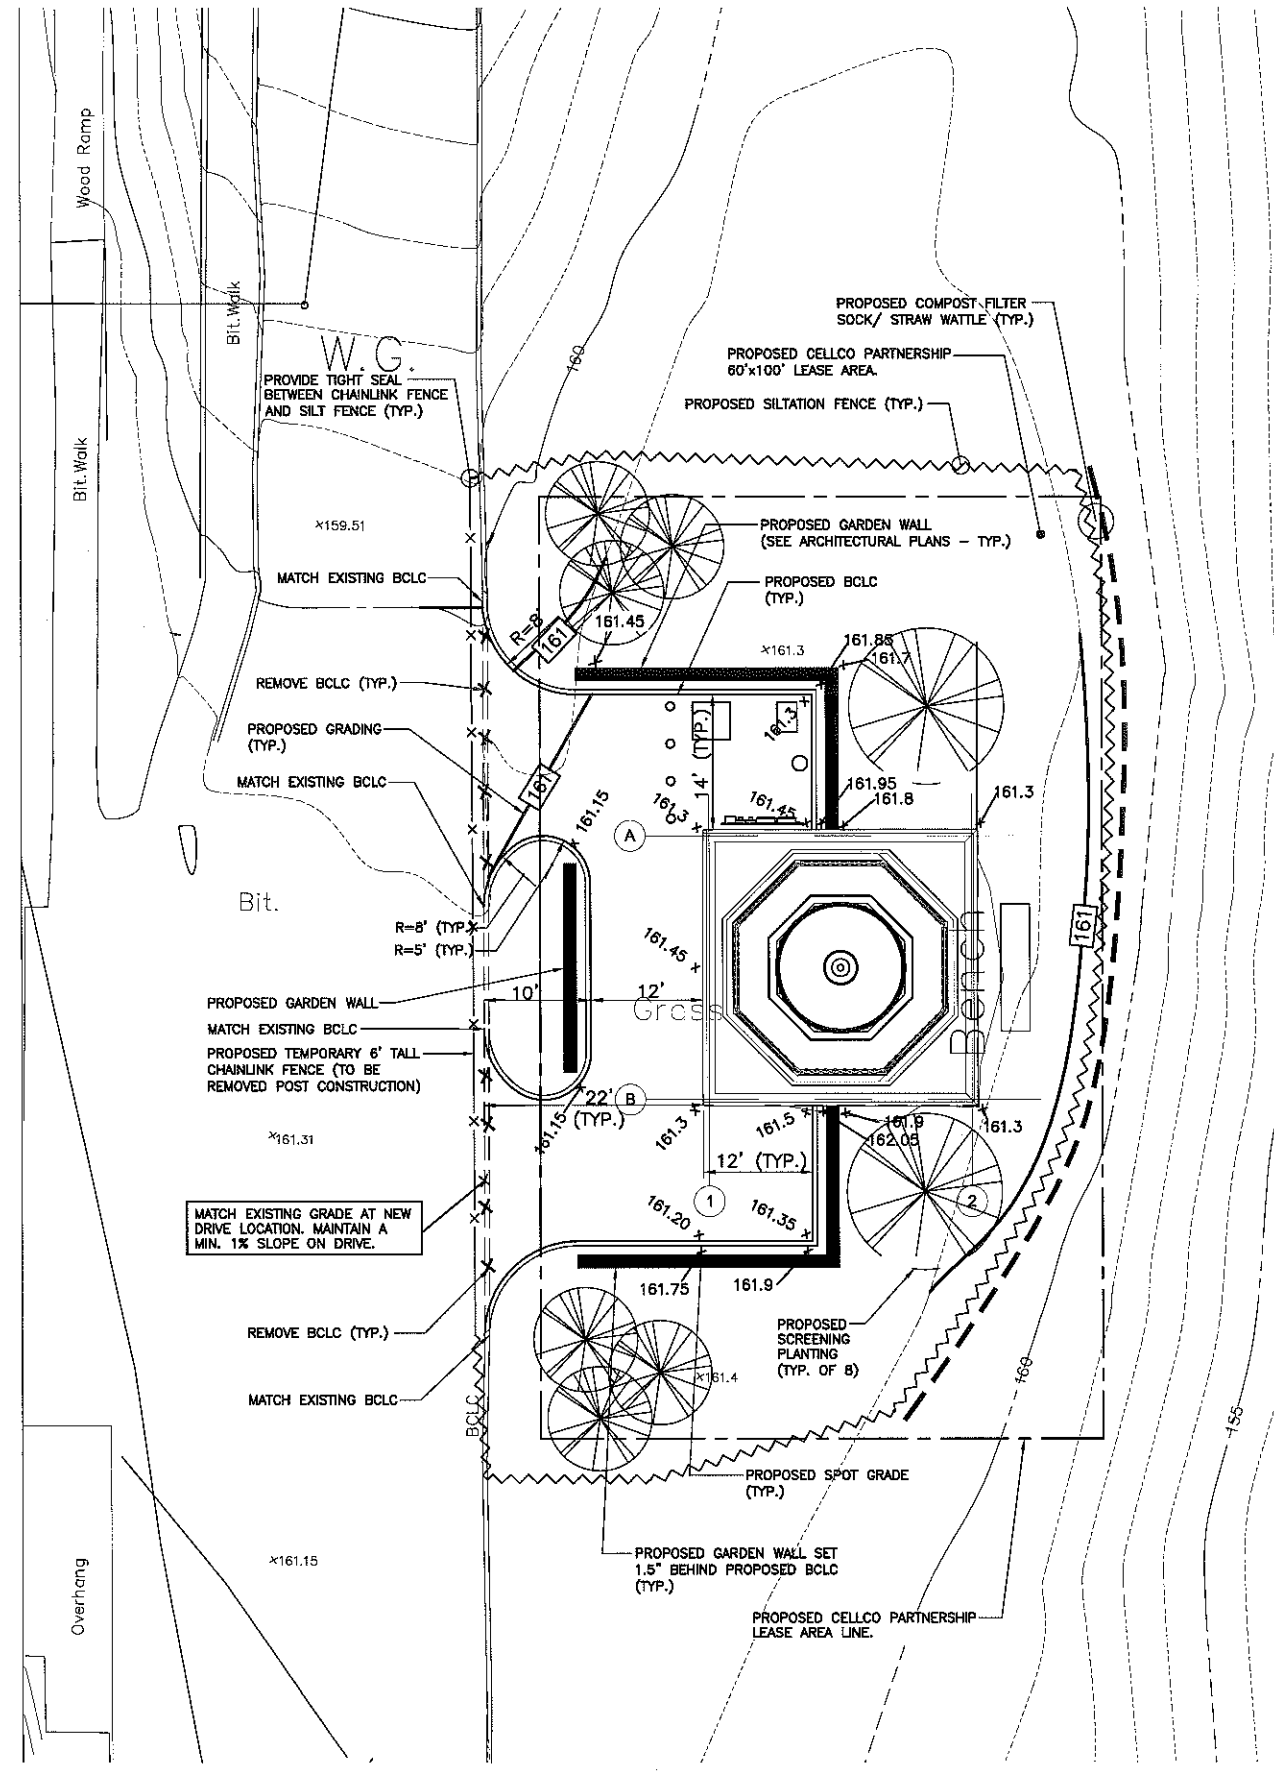 Wood Ramp
Bit.Walk
Bit.Walk
W.G.
PROVIDE TIGHT SEAL
BETWEEN CHAINLINK FENCE
AND SILT FENCE (TYP.)
160
PROPOSED COMPOST FILTER
SOCK/ STRAW WATTLE (TYP.)
PROPOSED CELLCO PARTNERSHIP
60'x100' LEASE AREA.
PROPOSED SILTATION FENCE (TYP.)
×159.51
PROPOSED GARDEN WALL
(SEE ARCHITECTURAL PLANS - TYP.)
MATCH EXISTING BCLC
PROPOSED BCLC
(TYP.)
R=8'
161
161.45
×161.3
161.85
161.7
REMOVE BCLC (TYP.)
PROPOSED GRADING
(TYP.)
14' (TYP.)
161.3
MATCH EXISTING BCLC
161
161.15
161.3
161.45
161.95
161.8
161.3
A
Bit.
R=8' (TYP.)
R=5' (TYP.)
161.45
161
Bench
PROPOSED GARDEN WALL
10'
12'
Grass
MATCH EXISTING BCLC
PROPOSED TEMPORARY 6' TALL
CHAINLINK FENCE (TO BE
REMOVED POST CONSTRUCTION)
22'
(TYP.)
B
161.15
161.3
161.5
161.9
162.05
161.3
×161.31
12' (TYP.)
1
2
MATCH EXISTING GRADE AT NEW
DRIVE LOCATION. MAINTAIN A
MIN. 1% SLOPE ON DRIVE.
161.20
161.35
161.75
161.9
REMOVE BCLC (TYP.)
PROPOSED
SCREENING
PLANTING
(TYP. OF 8)
×161.4
160
MATCH EXISTING BCLC
BCLC
155
PROPOSED SPOT GRADE
(TYP.)
×161.15
PROPOSED GARDEN WALL SET
1.5" BEHIND PROPOSED BCLC
(TYP.)
Overhang
PROPOSED CELLCO PARTNERSHIP
LEASE AREA LINE.